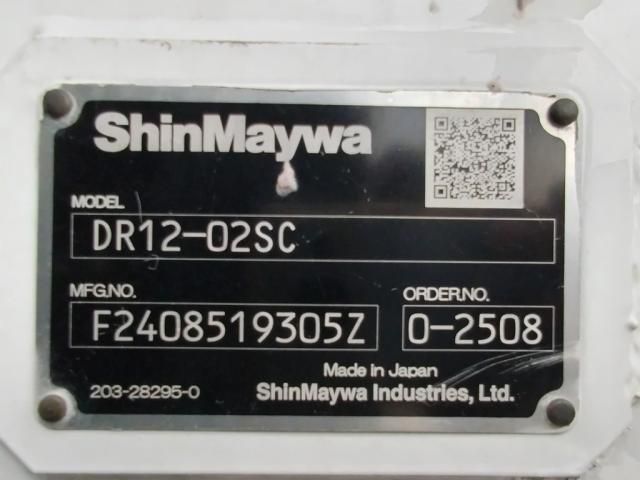 ShinMaywa
MODEL
DR12-02SC
MFG.NO. ORDER.NO.
F2408519305Z 0-2508
Made in Japan
203-28295-0 ShinMaywa Industries, Ltd.